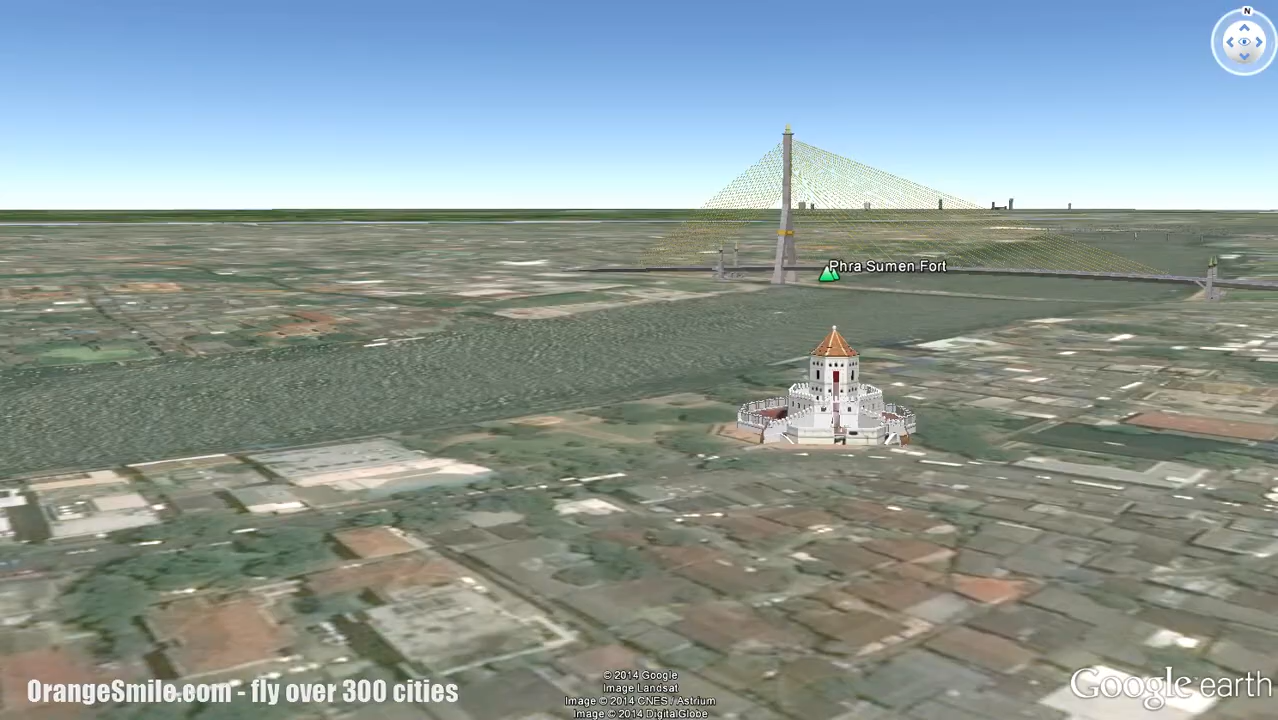 N
Phra Sumen Fort
© 2014 Google
Image Landsat
Image © 2014 CNES / Astrium
Image © 2014 DigitalGlobe
OrangeSmile.com - fly over 300 cities
Google earth